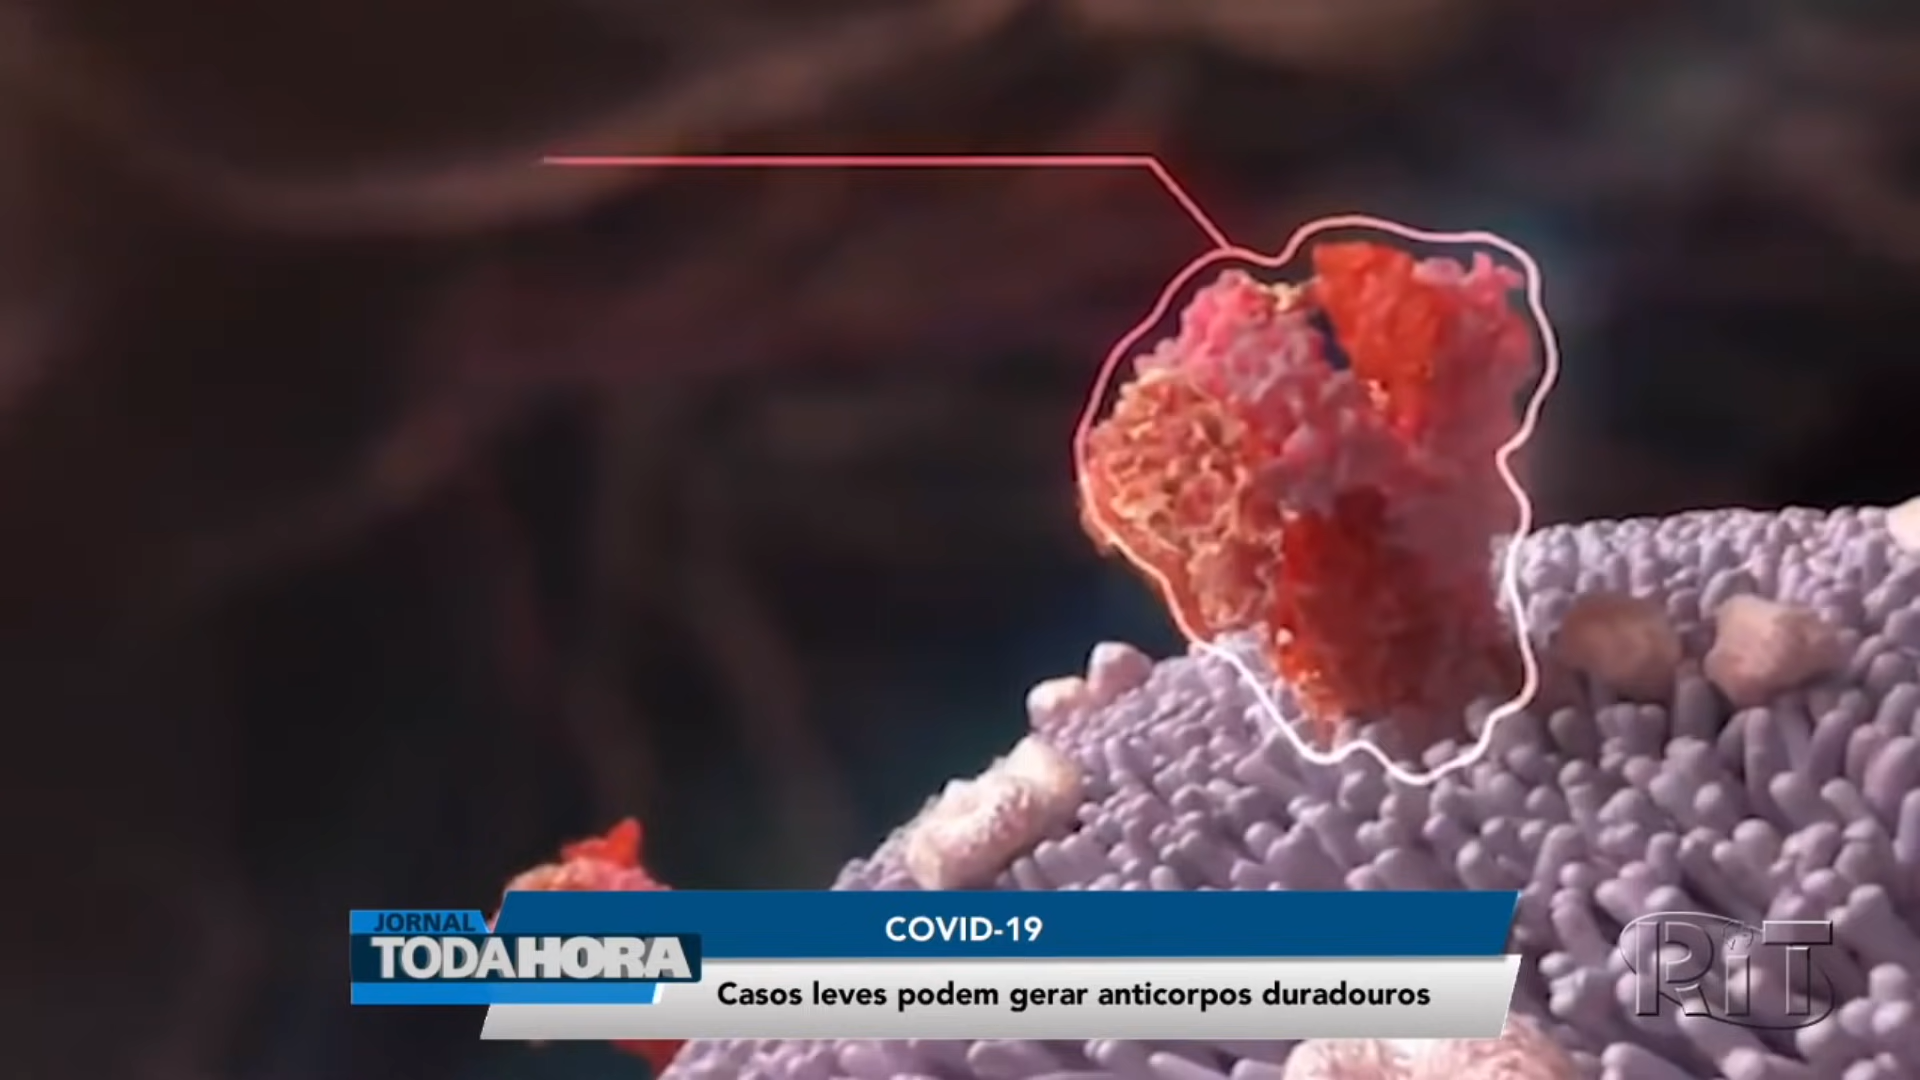 COVID-19
JORNAL
TODAHORA
Casos leves podem gerar anticorpos duradouros
RiT